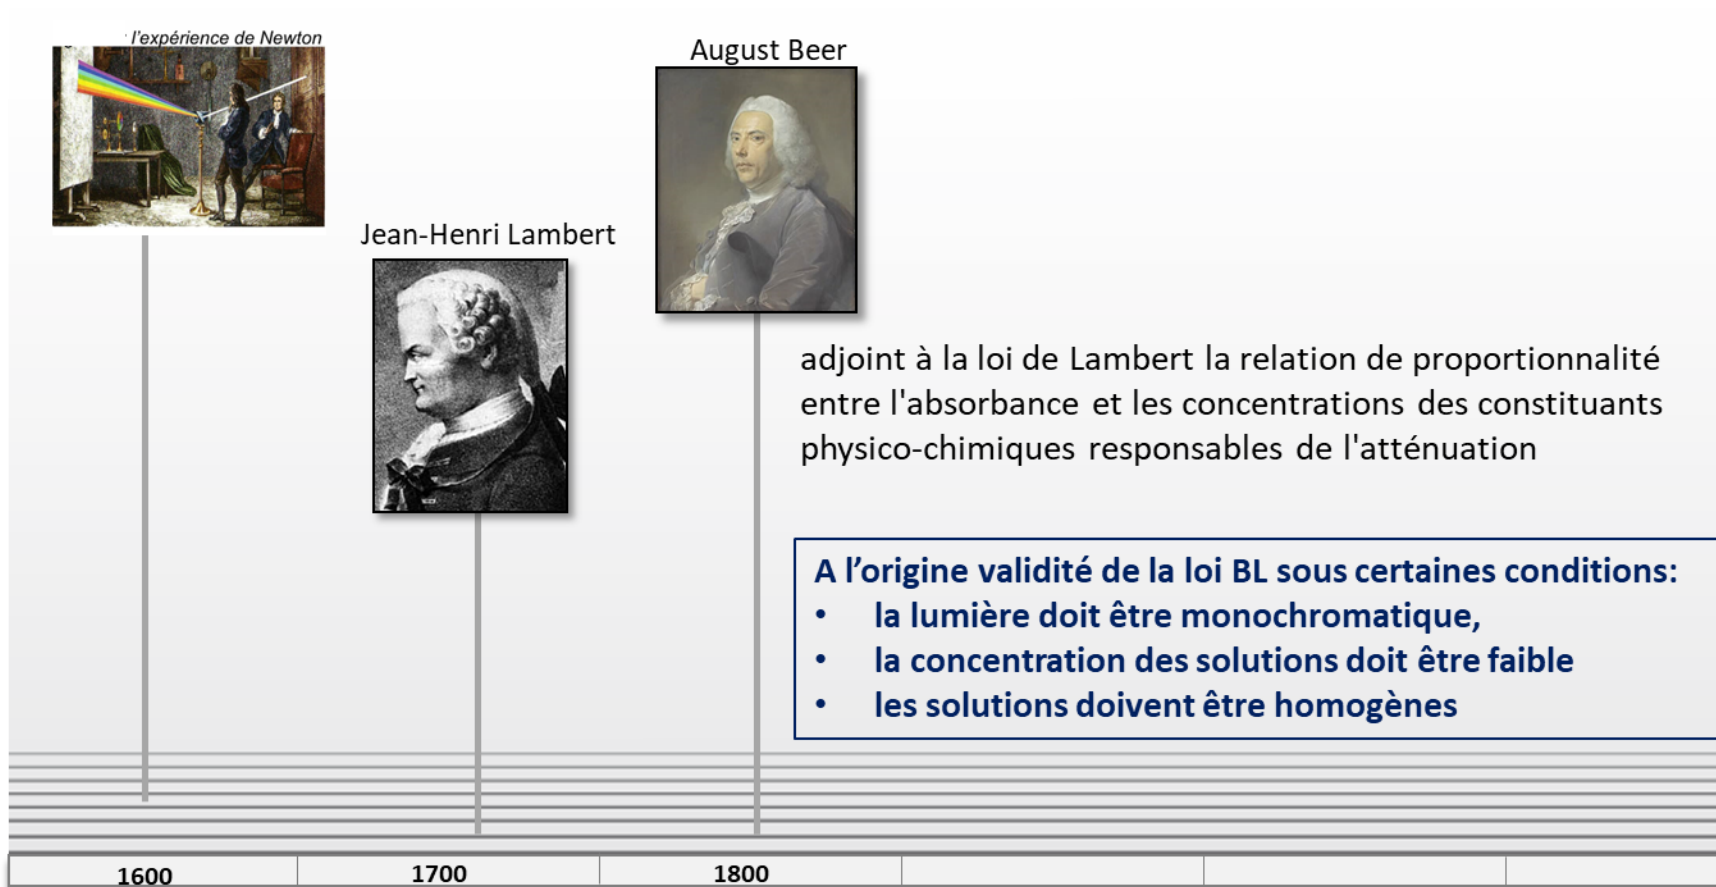 l'expérience de Newton
August Beer
Jean-Henri Lambert
adjoint à la loi de Lambert la relation de proportionnalité
entre l'absorbance et les concentrations des constituants
physico-chimiques responsables de l'atténuation
A l’origine validité de la loi BL sous certaines conditions:
• la lumière doit être monochromatique,
• la concentration des solutions doit être faible
• les solutions doivent être homogènes
1600 1700 1800